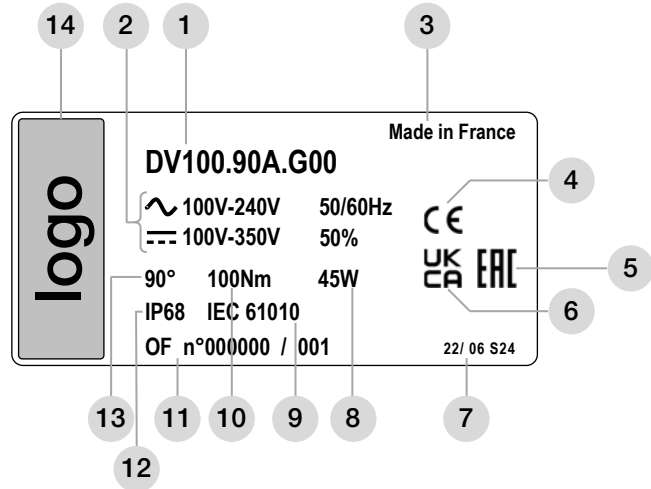 14 2 1 3
Made in France
DV100.90A.G00
100V-240V 50/60Hz
100V-350V 50%
4
CE
UK
CA
EAC
5
6
logo
90° 100Nm 45W
IP68 IEC 61010
OF n°000000 / 001
22/ 06 S24
13 11 10 9 8 7
12